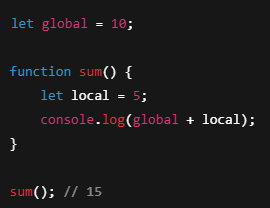 let global = 10;

function sum() {
    let local = 5;
    console.log(global + local);
}

sum(); // 15